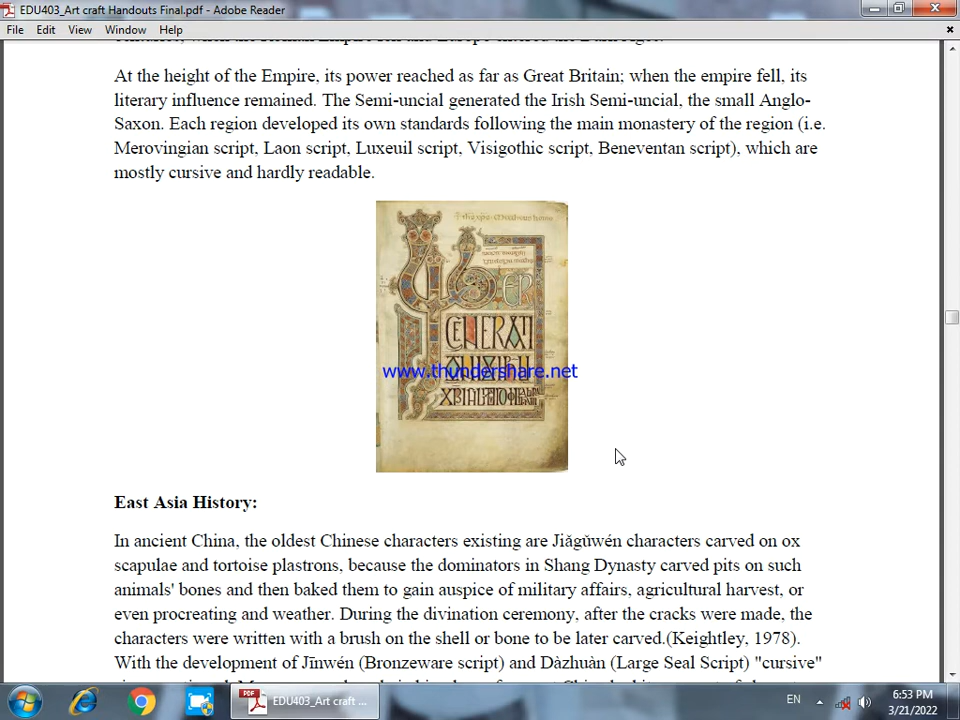 EDU403_Art craft Handouts Final.pdf - Adobe Reader
File Edit View Window Help
At the height of the Empire, its power reached as far as Great Britain; when the empire fell, its
literary influence remained. The Semi-uncial generated the Irish Semi-uncial, the small Anglo-
Saxon. Each region developed its own standards following the main monastery of the region (i.e.
Merovingian script, Laon script, Luxeuil script, Visigothic script, Beneventan script), which are
mostly cursive and hardly readable.
GENERATI
www.thundershare.net
East Asia History:
In ancient China, the oldest Chinese characters existing are Jiăgŭwén characters carved on ox
scapulae and tortoise plastrons, because the dominators in Shang Dynasty carved pits on such
animals' bones and then baked them to gain auspice of military affairs, agricultural harvest, or
even procreating and weather. During the divination ceremony, after the cracks were made, the
characters were written with a brush on the shell or bone to be later carved.(Keightley, 1978).
With the development of Jīnwén (Bronzeware script) and Dàzhuàn (Large Seal Script) "cursive"
PDF
EDU403_Art craft ...
EN
6:53 PM
3/21/2022